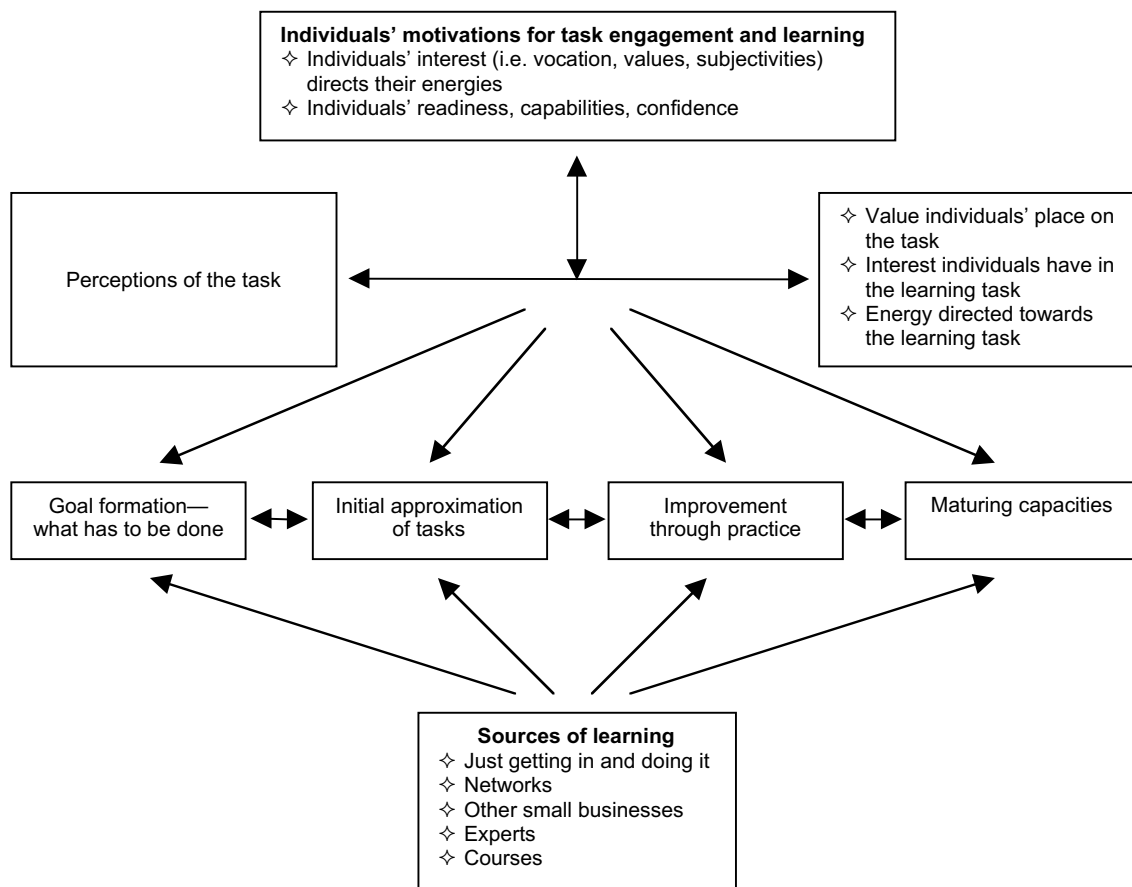 Individuals’ motivations for task engagement and learning
✧ Individuals’ interest (i.e. vocation, values, subjectivities)
directs their energies
✧ Individuals’ readiness, capabilities, confidence
Perceptions of the task
✧ Value individuals’ place on
the task
✧ Interest individuals have in
the learning task
✧ Energy directed towards
the learning task
Goal formation—
what has to be done
Initial approximation
of tasks
Improvement
through practice
Maturing capacities
Sources of learning
✧ Just getting in and doing it
✧ Networks
✧ Other small businesses
✧ Experts
✧ Courses